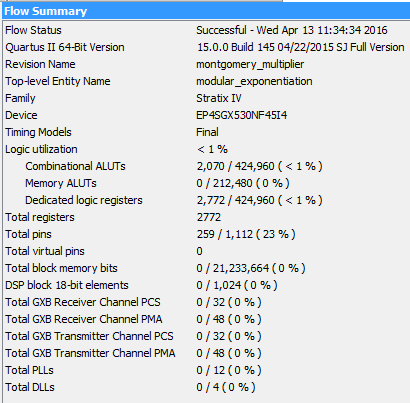 Flow Summary
Flow Status Successful - Wed Apr 13 11:34:34 2016
Quartus II 64-Bit Version 15.0.0 Build 145 04/22/2015 SJ Full Version
Revision Name montgomery_multiplier
Top-level Entity Name modular_exponentiation
Family Stratix IV
Device EP4SGX530NF45I4
Timing Models Final
Logic utilization < 1 %
Combinational ALUTs 2,070 / 424,960 ( < 1 % )
Memory ALUTs 0 / 212,480 ( 0 % )
Dedicated logic registers 2,772 / 424,960 ( < 1 % )
Total registers 2772
Total pins 259 / 1,112 ( 23 % )
Total virtual pins 0
Total block memory bits 0 / 21,233,664 ( 0 % )
DSP block 18-bit elements 0 / 1,024 ( 0 % )
Total GXB Receiver Channel PCS 0 / 32 ( 0 % )
Total GXB Receiver Channel PMA 0 / 48 ( 0 % )
Total GXB Transmitter Channel PCS 0 / 32 ( 0 % )
Total GXB Transmitter Channel PMA 0 / 48 ( 0 % )
Total PLLs 0 / 12 ( 0 % )
Total DLLs 0 / 4 ( 0 % )